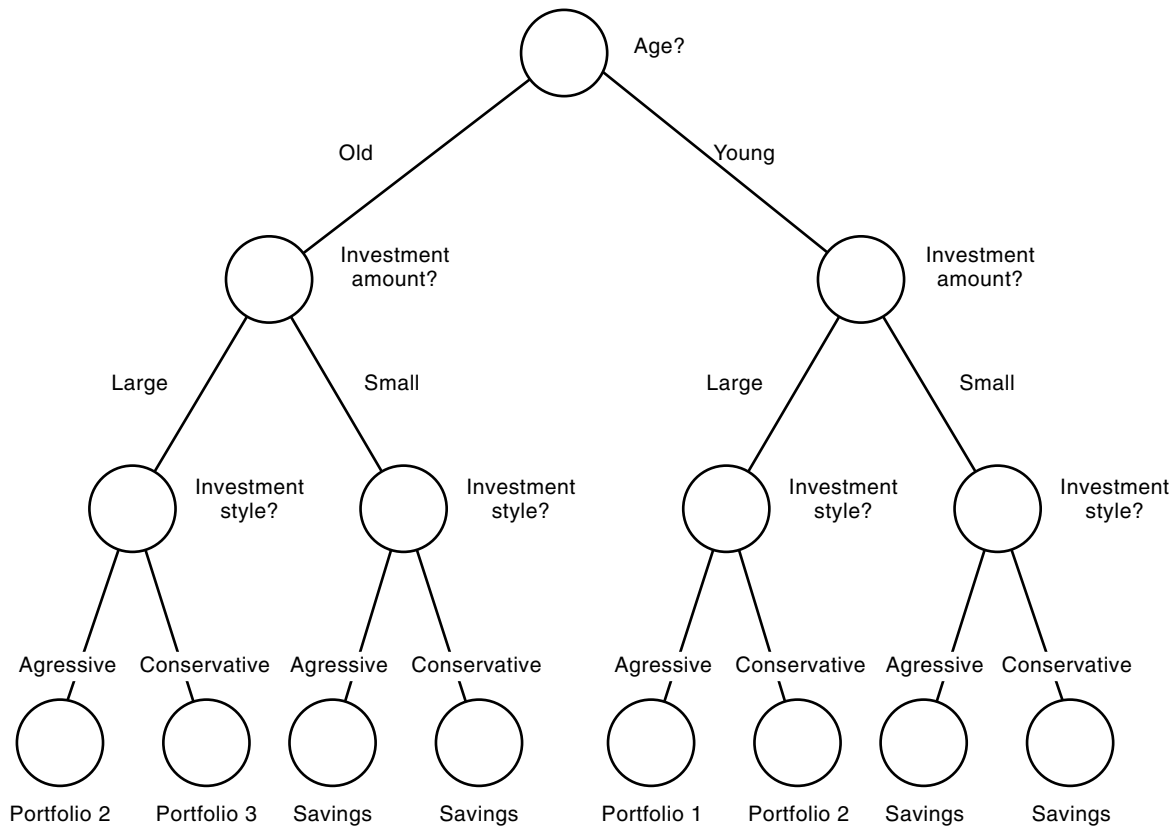 Age?
Old
Young
Investment
amount?
Investment
amount?
Large
Small
Large
Small
Investment
style?
Investment
style?
Investment
style?
Investment
style?
Agressive
Conservative
Agressive
Conservative
Agressive
Conservative
Agressive
Conservative
Portfolio 2
Portfolio 3
Savings
Savings
Portfolio 1
Portfolio 2
Savings
Savings